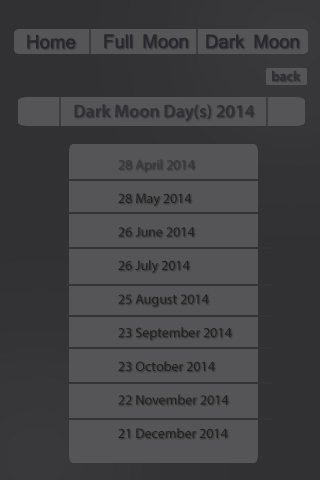 Home Full Moon Dark Moon
back
Dark Moon Day(s) 2014
28 April 2014
28 May 2014
26 June 2014
26 July 2014
25 August 2014
23 September 2014
23 October 2014
22 November 2014
21 December 2014